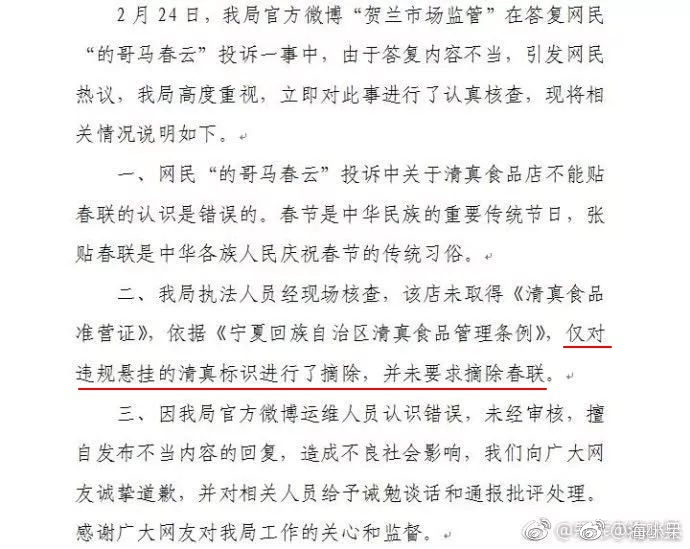 2月24日，我局官方微博“贺兰市场监管”在答复网民
“的哥马春云”投诉一事中，由于答复内容不当，引发网民
热议，我局高度重视，立即对此事进行了认真核查，现将相
关情况说明如下。
一、网民“的哥马春云”投诉中关于清真食品店不能贴
春联的认识是错误的。春节是中华民族的重要传统节日，张
贴春联是中华各族人民庆祝春节的传统习俗。
二、我局执法人员经现场核查，该店未取得《清真食品
准营证》，依据《宁夏回族自治区清真食品管理条例》，仅对
违规悬挂的清真标识进行了摘除，并未要求摘除春联。
三、因我局官方微博运维人员认识错误，未经审核，擅
自发布不当内容的回复，造成不良社会影响，我们向广大网
友诚挚道歉，并对相关人员给予诫勉谈话和通报批评处理。
感谢广大网友对我局工作的关心和监督。